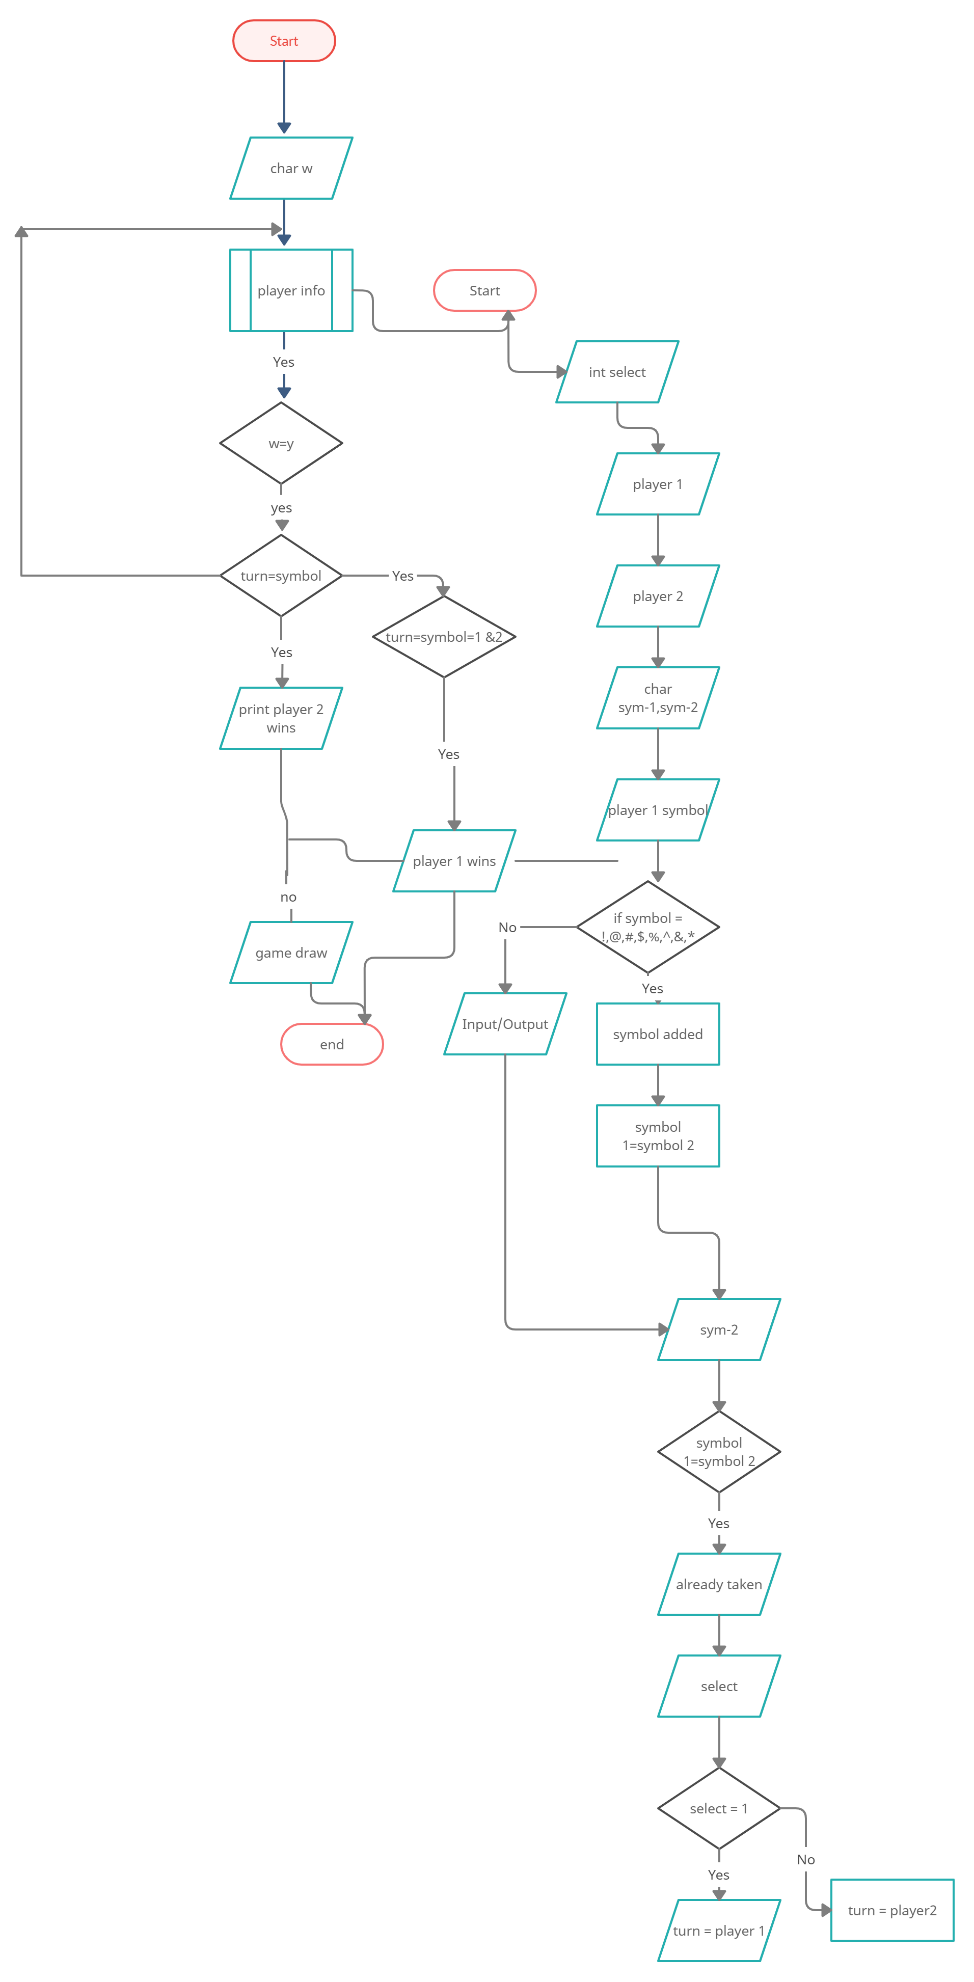 Start
char w
player info
Start
Yes
int select
w=y
player 1
yes
turn=symbol
Yes
player 2
turn=symbol=1 &2
Yes
char
sym-1,sym-2
print player 2
wins
Yes
player 1 symbol
player 1 wins
no
if symbol =
!,@,#,$,%,^,&,*
No
game draw
Yes
Input/Output
symbol added
end
symbol
1=symbol 2
sym-2
symbol
1=symbol 2
Yes
already taken
select
select = 1
No
Yes
turn = player2
turn = player 1